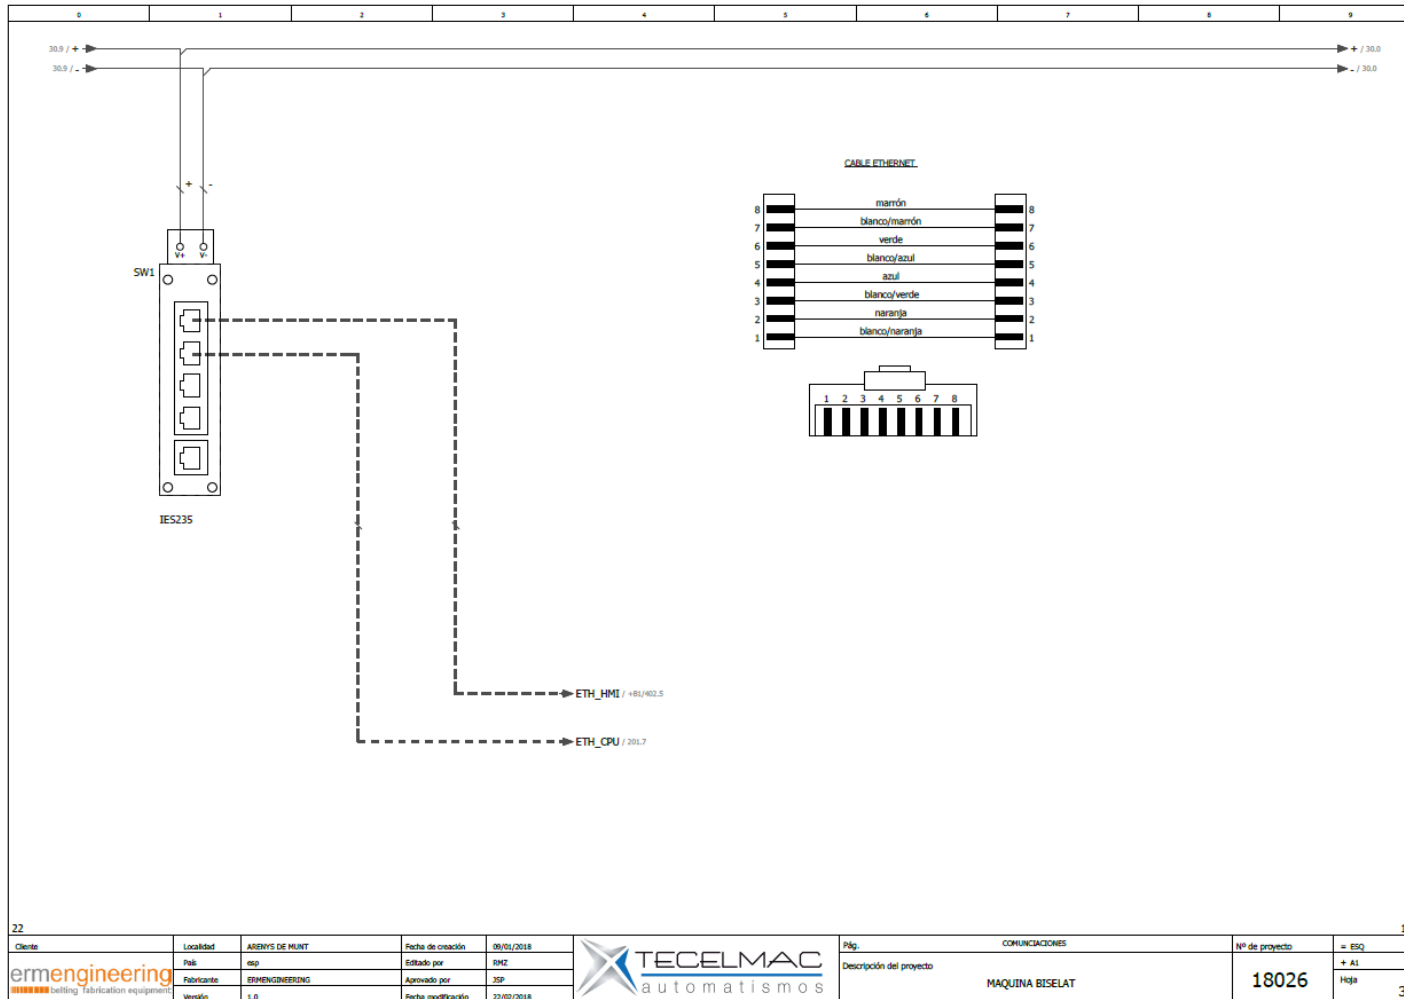 0 1 2 3 4 5 6 7 8 9
30.9 / +
+ / 30.0
30.9 / -
- / 30.0
+ -
V+ V-
SW1
IES235
CABLE ETHERNET
8 marrón 8
7 blanco/marrón 7
6 verde 6
5 blanco/azul 5
4 azul 4
3 blanco/verde 3
2 naranja 2
1 blanco/naranja 1
1 2 3 4 5 6 7 8
ETH_HMI / +B1/402.5
ETH_CPU / 201.7
22
Cliente
ermengineering
belting fabrication equipment
Localidad ARENYS DE MUNT
País esp
Fabricante ERMENGINEERING
Versión 1.0
Fecha de creación 09/01/2018
Editado por RMZ
Aprovado por JSP
Fecha modificación 22/02/2018
TECELMAC
automatismos
Pág. COMUNCIACIONES
Descripción del proyecto
MAQUINA BISELAT
Nº de proyecto
18026
= ESQ
+ A1
Hoja